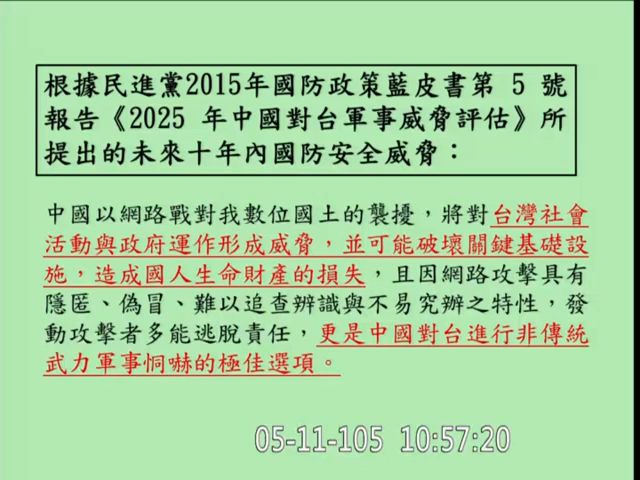 根據民進黨2015年國防政策藍皮書第 5 號
報告《2025 年中國對台軍事威脅評估》所
提出的未來十年內國防安全威脅：
中國以網路戰對我數位國土的襲擾，將對台灣社會
活動與政府運作形成威脅，並可能破壞關鍵基礎設
施，造成國人生命財產的損失，且因網路攻擊具有
隱匿、偽冒、難以追查辨識與不易究辦之特性，發
動攻擊者多能逃脫責任，更是中國對台進行非傳統
武力軍事恫嚇的極佳選項。
05-11-105 10:57:20